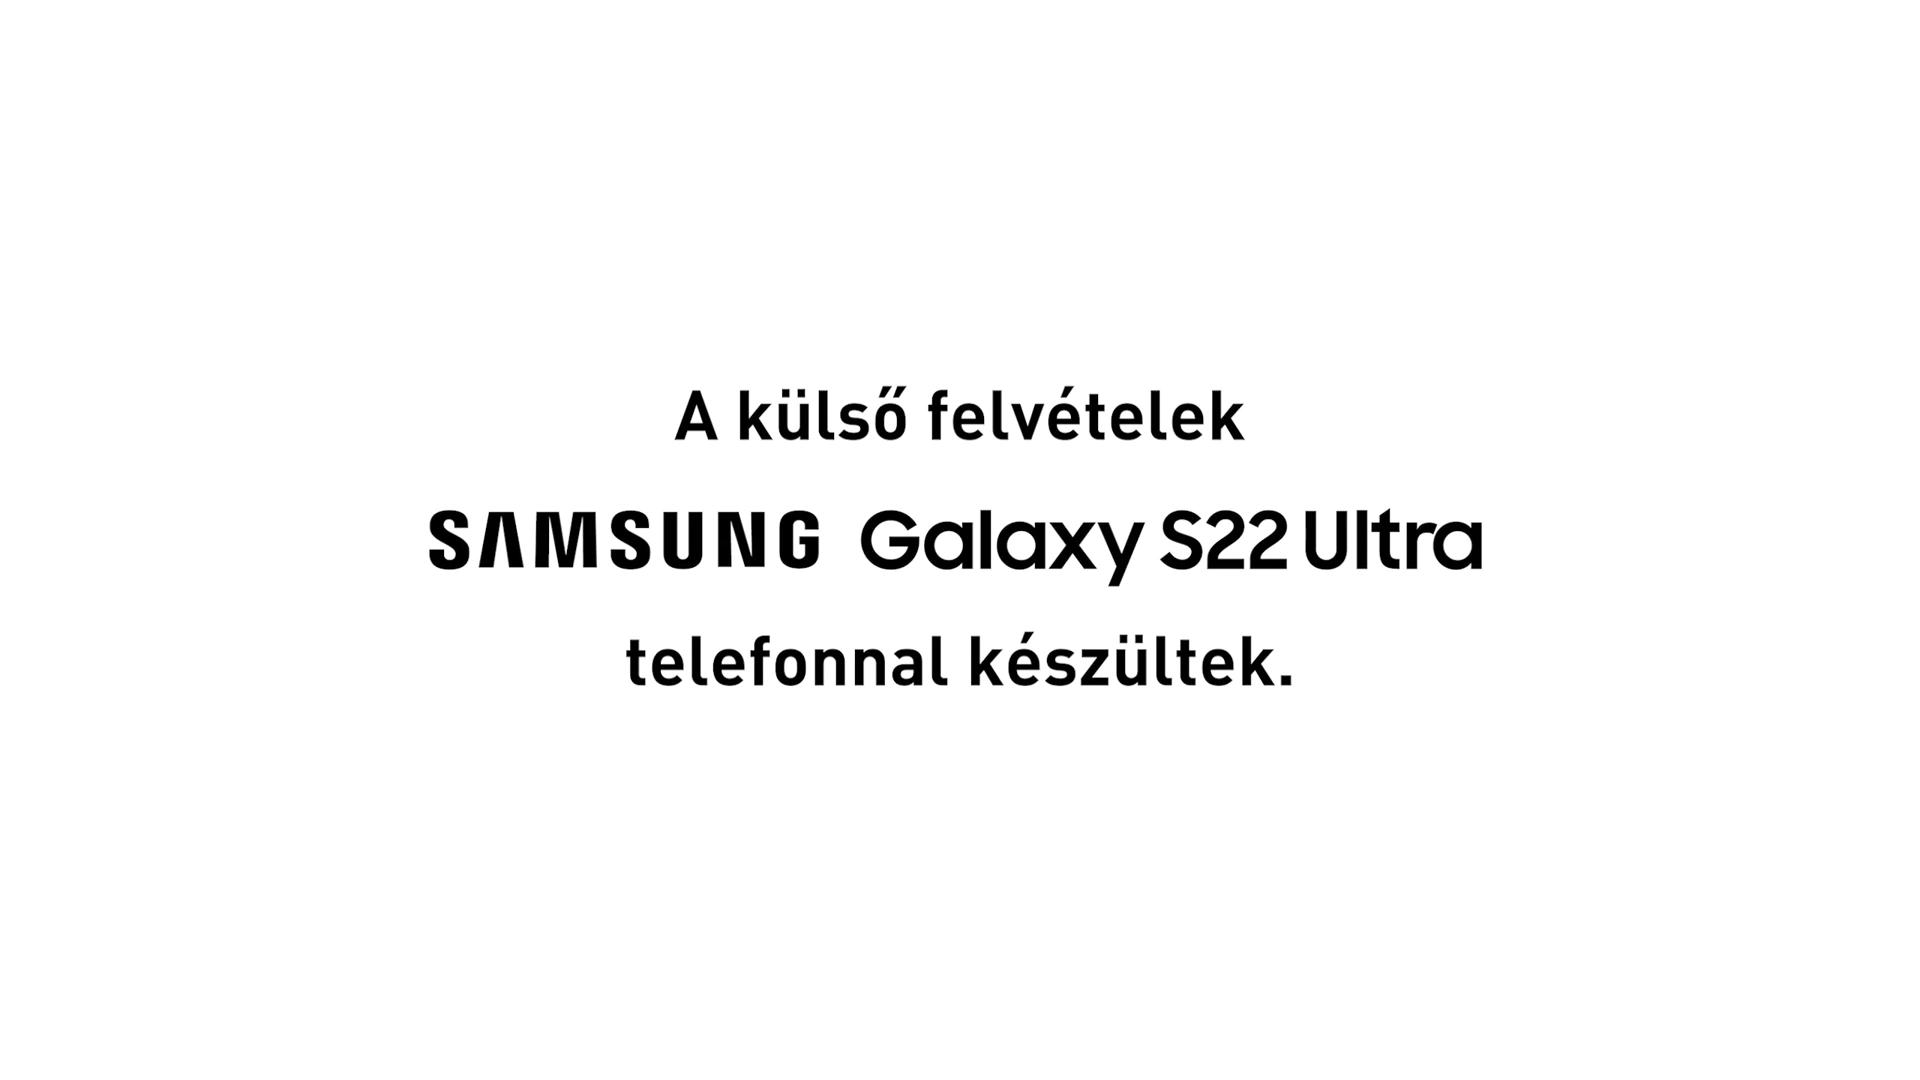 A külső felvételek
SAMSUNG Galaxy S22 Ultra
telefonnal készültek.